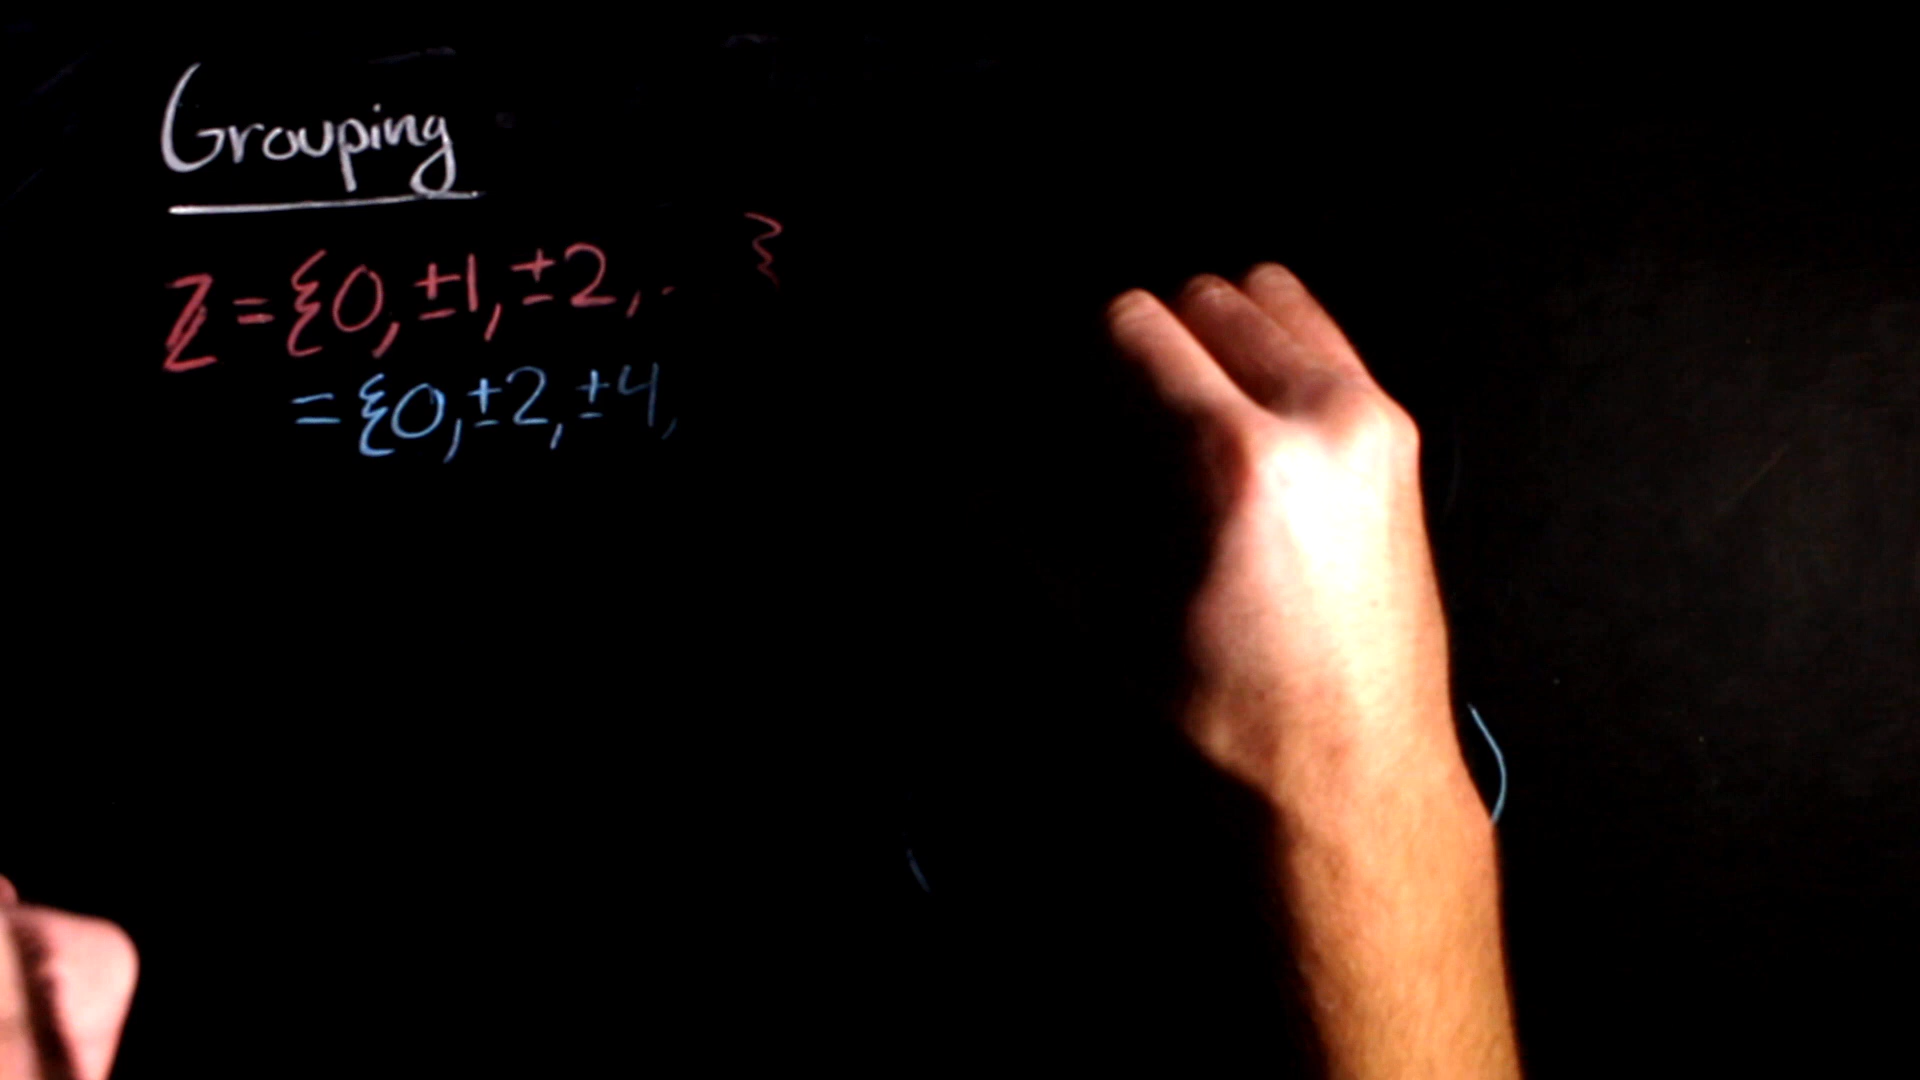 Grouping
ℤ = {0, ±1, ±2, . }
= {0, ±2, ±4,